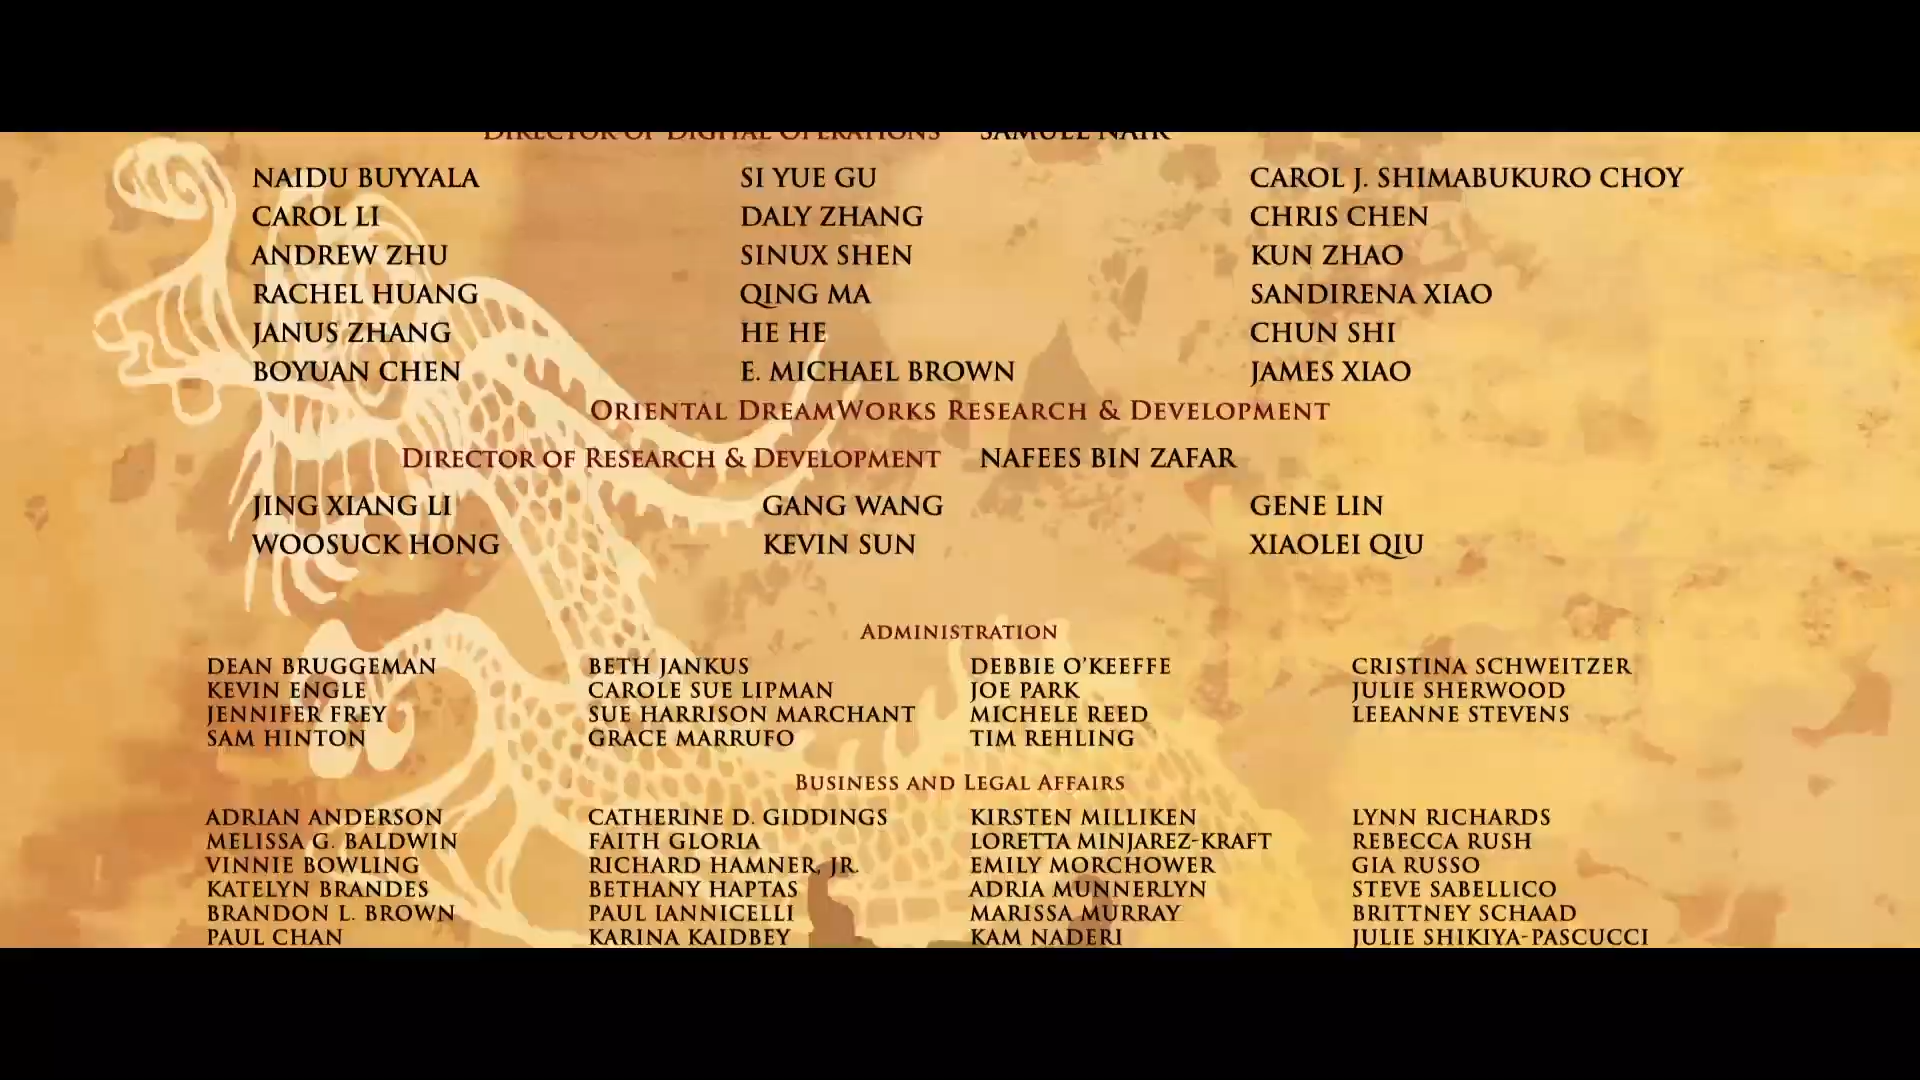 DIRECTOR OF DIGITAL OPERATIONS SAMUEL NAIR
NAIDU BUYYALA SI YUE GU CAROL J. SHIMABUKURO CHOY
CAROL LI DALY ZHANG CHRIS CHEN
ANDREW ZHU SINUX SHEN KUN ZHAO
RACHEL HUANG QING MA SANDIRENA XIAO
JANUS ZHANG HE HE CHUN SHI
BOYUAN CHEN E. MICHAEL BROWN JAMES XIAO
ORIENTAL DREAMWORKS RESEARCH & DEVELOPMENT
DIRECTOR OF RESEARCH & DEVELOPMENT NAFEES BIN ZAFAR
JING XIANG LI GANG WANG GENE LIN
WOOSUCK HONG KEVIN SUN XIAOLEI QIU
ADMINISTRATION
DEAN BRUGGEMAN BETH JANKUS DEBBIE O'KEEFFE CRISTINA SCHWEITZER
KEVIN ENGLE CAROLE SUE LIPMAN JOE PARK JULIE SHERWOOD
JENNIFER FREY SUE HARRISON MARCHANT MICHELE REED LEEANNE STEVENS
SAM HINTON GRACE MARRUFO TIM REHLING
BUSINESS AND LEGAL AFFAIRS
ADRIAN ANDERSON CATHERINE D. GIDDINGS KIRSTEN MILLIKEN LYNN RICHARDS
MELISSA G. BALDWIN FAITH GLORIA LORETTA MINJAREZ-KRAFT REBECCA RUSH
VINNIE BOWLING RICHARD HAMNER, JR. EMILY MORCHOWER GIA RUSSO
KATELYN BRANDES BETHANY HAPTAS ADRIA MUNNERLYN STEVE SABELLICO
BRANDON L. BROWN PAUL IANNICELLI MARISSA MURRAY BRITTNEY SCHAAD
PAUL CHAN KARINA KAIDBEY KAM NADERI JULIE SHIKIYA-PASCUCCI